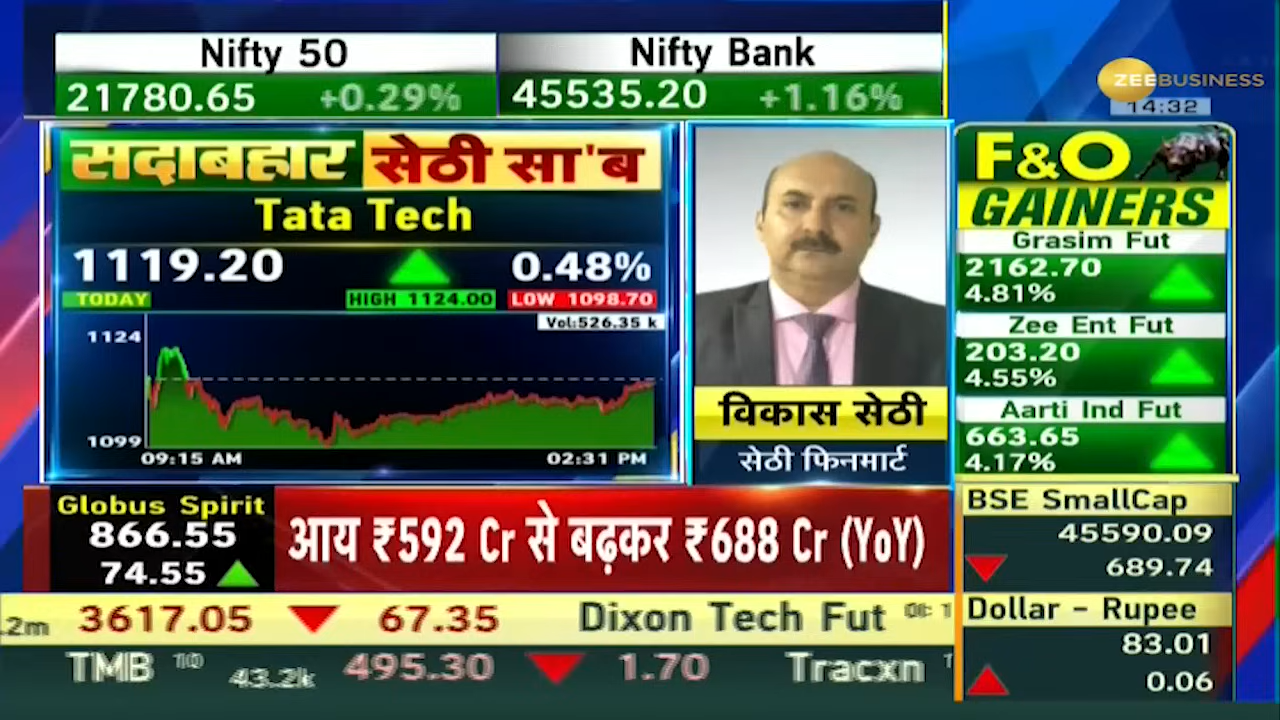 Nifty 50
21780.65 +0.29%
Nifty Bank
45535.20 +1.16%
ZEEBUSINESS
14:32
सदाबहार सेठी सा'ब
Tata Tech
1119.20 0.48%
TODAY HIGH 1124.00 LOW 1098.70
Vol:526.35 k
1124
1099
09:15 AM 02:31 PM
विकास सेठी
सेठी फिनमार्ट
F&O
GAINERS
Grasim Fut
2162.70
4.81%
Zee Ent Fut
203.20
4.55%
Aarti Ind Fut
663.65
4.17%
BSE SmallCap
45590.09
689.74
Dollar - Rupee
83.01
0.06
Globus Spirit
866.55
74.55
आय ₹592 Cr से बढ़कर ₹688 Cr (YoY)
.2m 3617.05 67.35 Dixon Tech Fut
TMB 10 43.2k 495.30 1.70 Tracxn